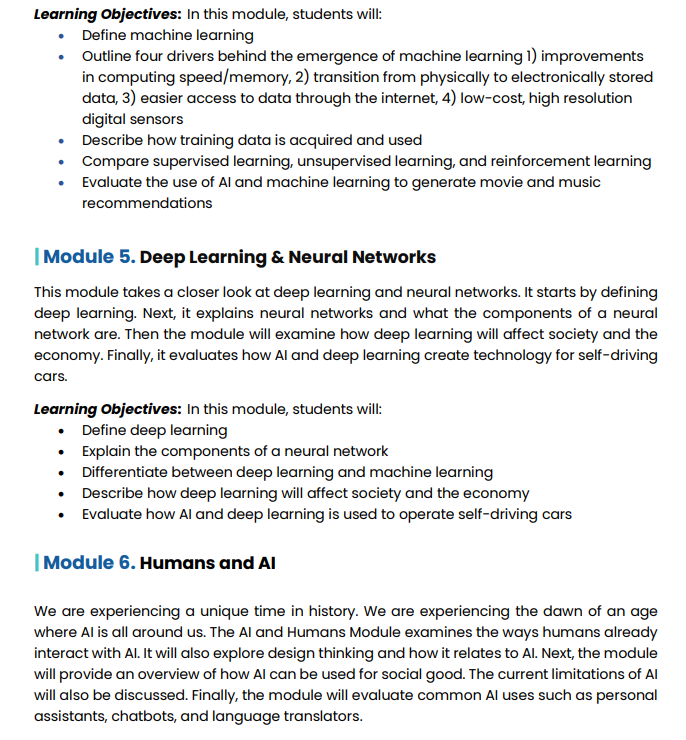 Learning Objectives: In this module, students will:
• Define machine learning
• Outline four drivers behind the emergence of machine learning 1) improvements
in computing speed/memory, 2) transition from physically to electronically stored
data, 3) easier access to data through the internet, 4) low-cost, high resolution
digital sensors
• Describe how training data is acquired and used
• Compare supervised learning, unsupervised learning, and reinforcement learning
• Evaluate the use of AI and machine learning to generate movie and music
recommendations
| Module 5. Deep Learning & Neural Networks
This module takes a closer look at deep learning and neural networks. It starts by defining
deep learning. Next, it explains neural networks and what the components of a neural
network are. Then the module will examine how deep learning will affect society and the
economy. Finally, it evaluates how AI and deep learning create technology for self-driving
cars.
Learning Objectives: In this module, students will:
• Define deep learning
• Explain the components of a neural network
• Differentiate between deep learning and machine learning
• Describe how deep learning will affect society and the economy
• Evaluate how AI and deep learning is used to operate self-driving cars
| Module 6. Humans and AI
We are experiencing a unique time in history. We are experiencing the dawn of an age
where AI is all around us. The AI and Humans Module examines the ways humans already
interact with AI. It will also explore design thinking and how it relates to AI. Next, the module
will provide an overview of how AI can be used for social good. The current limitations of AI
will also be discussed. Finally, the module will evaluate common AI uses such as personal
assistants, chatbots, and language translators.